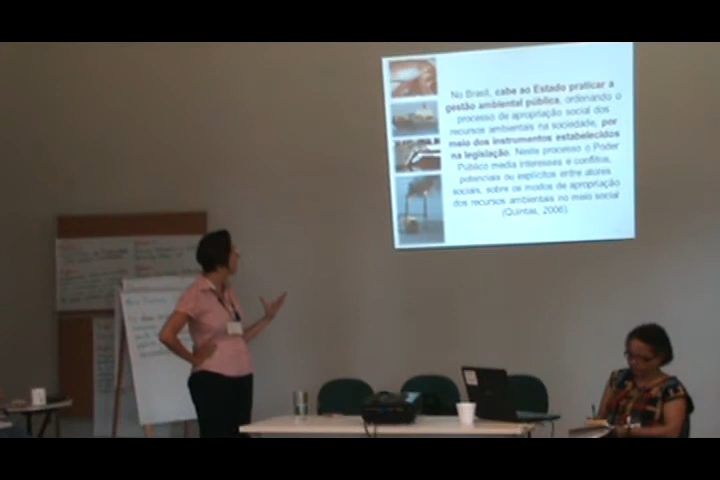 No Brasil, cabe ao Estado praticar a
gestão ambiental pública, ordenando o
processo de apropriação social dos
recursos ambientais na sociedade, por
meio dos instrumentos estabelecidos
na legislação. Neste processo o Poder
Público media interesses e conflitos,
potenciais ou explícitos entre atores
sociais, sobre os modos de apropriação
dos recursos ambientais no meio social
(Quintas, 2006).